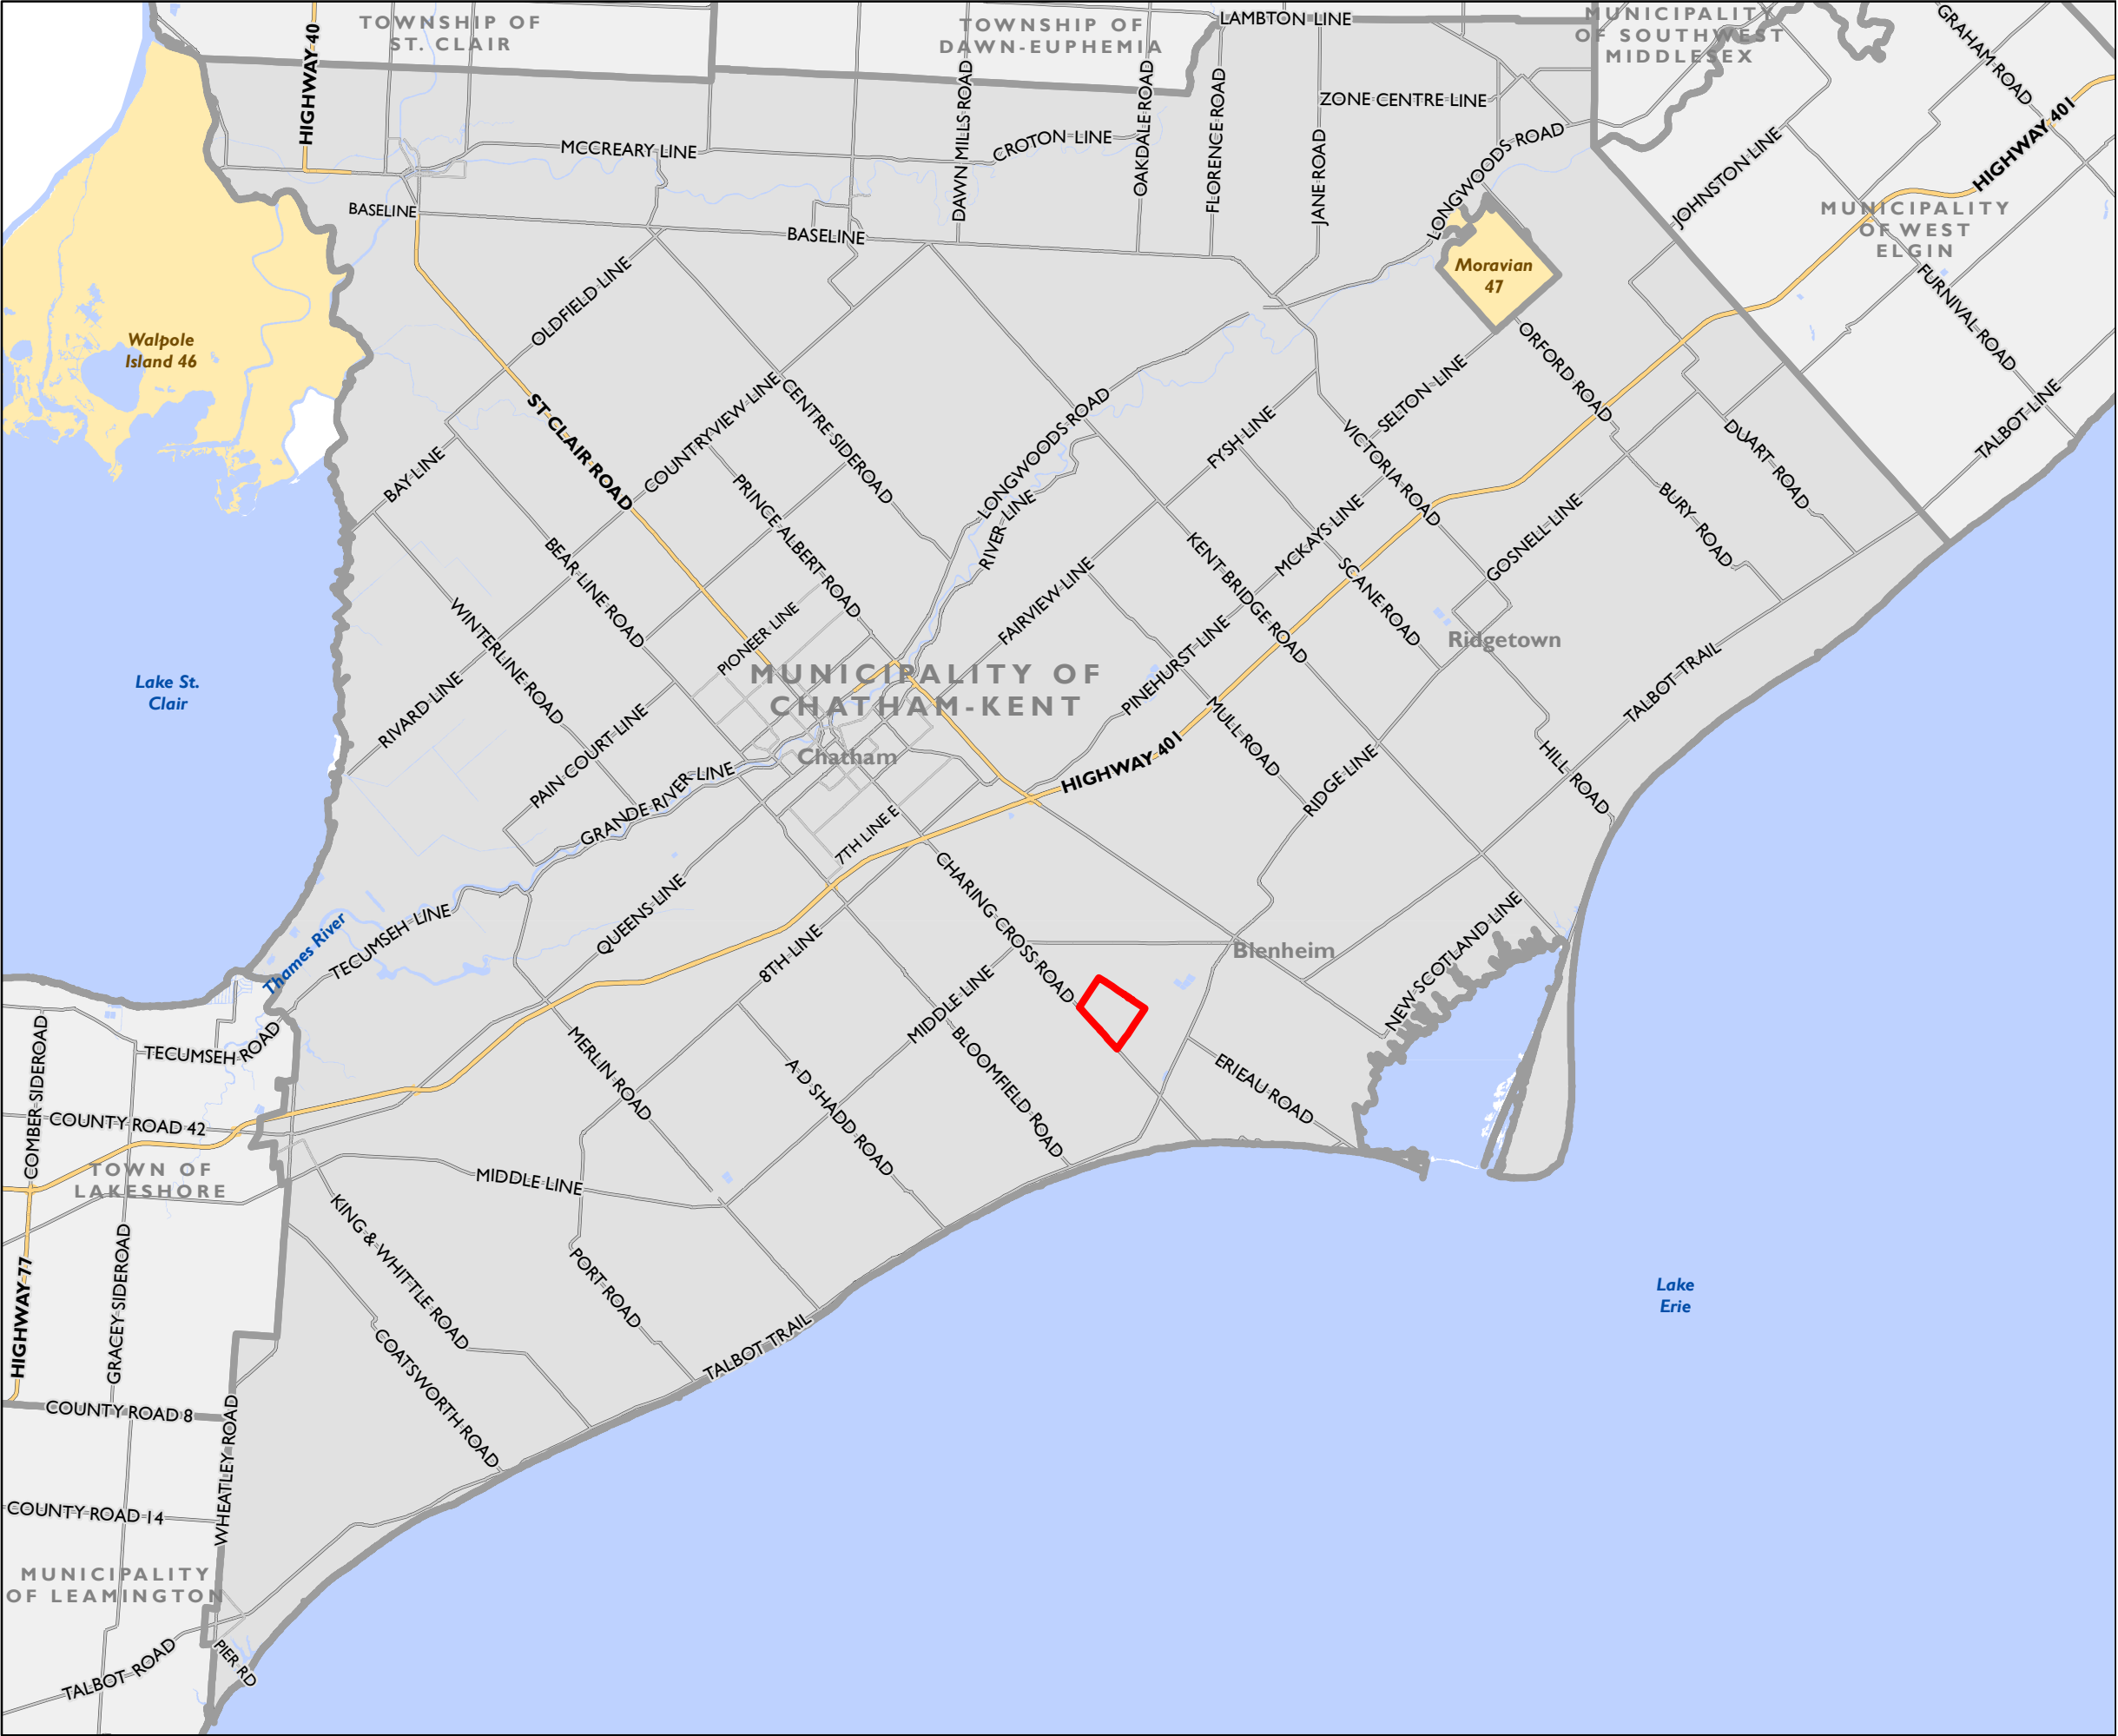 TOWNSHIP OF
ST. CLAIR
TOWNSHIP OF
DAWN-EUPHEMIA
LAMBTON LINE
MUNICIPALITY
OF SOUTHWEST
MIDDLESEX
GRAHAM ROAD
HIGHWAY 40
DAWN MILLS ROAD
OAKDALE ROAD
FLORENCE ROAD
JANE ROAD
ZONE CENTRE LINE
HIGHWAY 401
MCCREARY LINE
CROTON LINE
LONGWOODS ROAD
JOHNSTON LINE
MUNICIPALITY
OF WEST
ELGIN
BASELINE
BASELINE
Moravian
47
OLDFIELD LINE
FURNIVAL ROAD
Walpole
Island 46
ORFORD ROAD
SELTON LINE
TALBOT LINE
ST CLAIR ROAD
COUNTRYVIEW LINE
CENTRE SIDEROAD
LONGWOODS ROAD
FYSH LINE
VICTORIA ROAD
DUART ROAD
BAY LINE
PRINCE ALBERT ROAD
RIVER LINE
MCKAYS LINE
GOSNELL LINE
BURY ROAD
BEAR LINE ROAD
KENT BRIDGE ROAD
SCANE ROAD
FAIRVIEW LINE
WINTERLINE ROAD
PIONEER LINE
PINEHURST LINE
Ridgetown
TALBOT TRAIL
Lake St.
Clair
MUNICIPALITY OF
CHATHAM-KENT
RIVARD LINE
PAIN COURT LINE
Chatham
MULL ROAD
HIGHWAY 401
RIDGE LINE
HILL ROAD
GRANDE RIVER LINE
7TH LINE E
CHARING CROSS ROAD
QUEENS LINE
TECUMSEH LINE
Thames River
8TH LINE
Blenheim
NEW SCOTLAND LINE
MIDDLE LINE
TECUMSEH ROAD
COMBER SIDEROAD
MERLIN ROAD
BLOOMFIELD ROAD
A D SHADD ROAD
ERIEAU ROAD
COUNTY ROAD 42
TOWN OF
LAKESHORE
MIDDLE LINE
KING & WHITTLE ROAD
HIGHWAY 77
GRACEY SIDEROAD
PORT ROAD
Lake
Erie
COATSWORTH ROAD
TALBOT TRAIL
COUNTY ROAD 8
WHEATLEY ROAD
COUNTY ROAD 14
MUNICIPALITY
OF LEAMINGTON
PIER RD
TALBOT ROAD